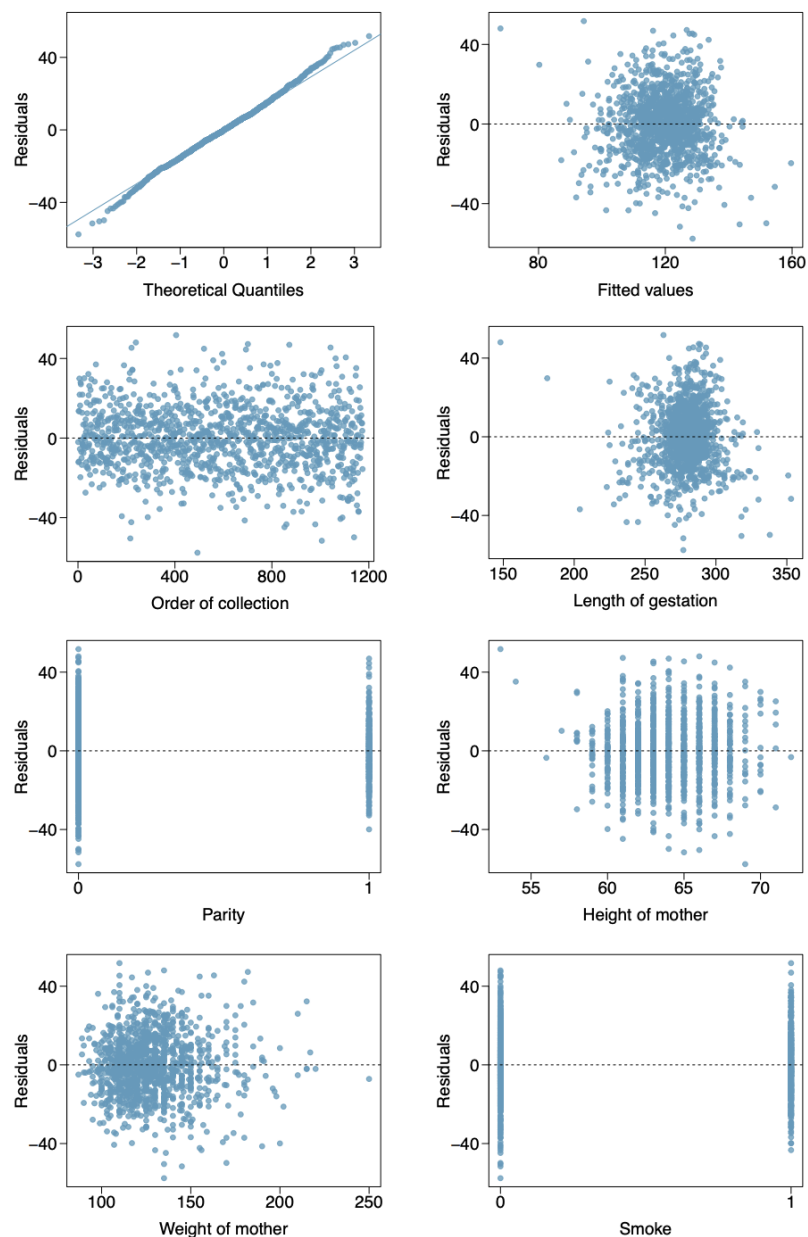 Residuals
40
0
−40
−3 −2 −1 0 1 2 3
Theoretical Quantiles
Residuals
40
0
−40
80 120 160
Fitted values
Residuals
40
0
−40
0 400 800 1200
Order of collection
Residuals
40
0
−40
150 200 250 300 350
Length of gestation
Residuals
40
0
−40
0 1
Parity
Residuals
40
0
−40
55 60 65 70
Height of mother
Residuals
40
0
−40
100 150 200 250
Weight of mother
Residuals
40
0
−40
0 1
Smoke